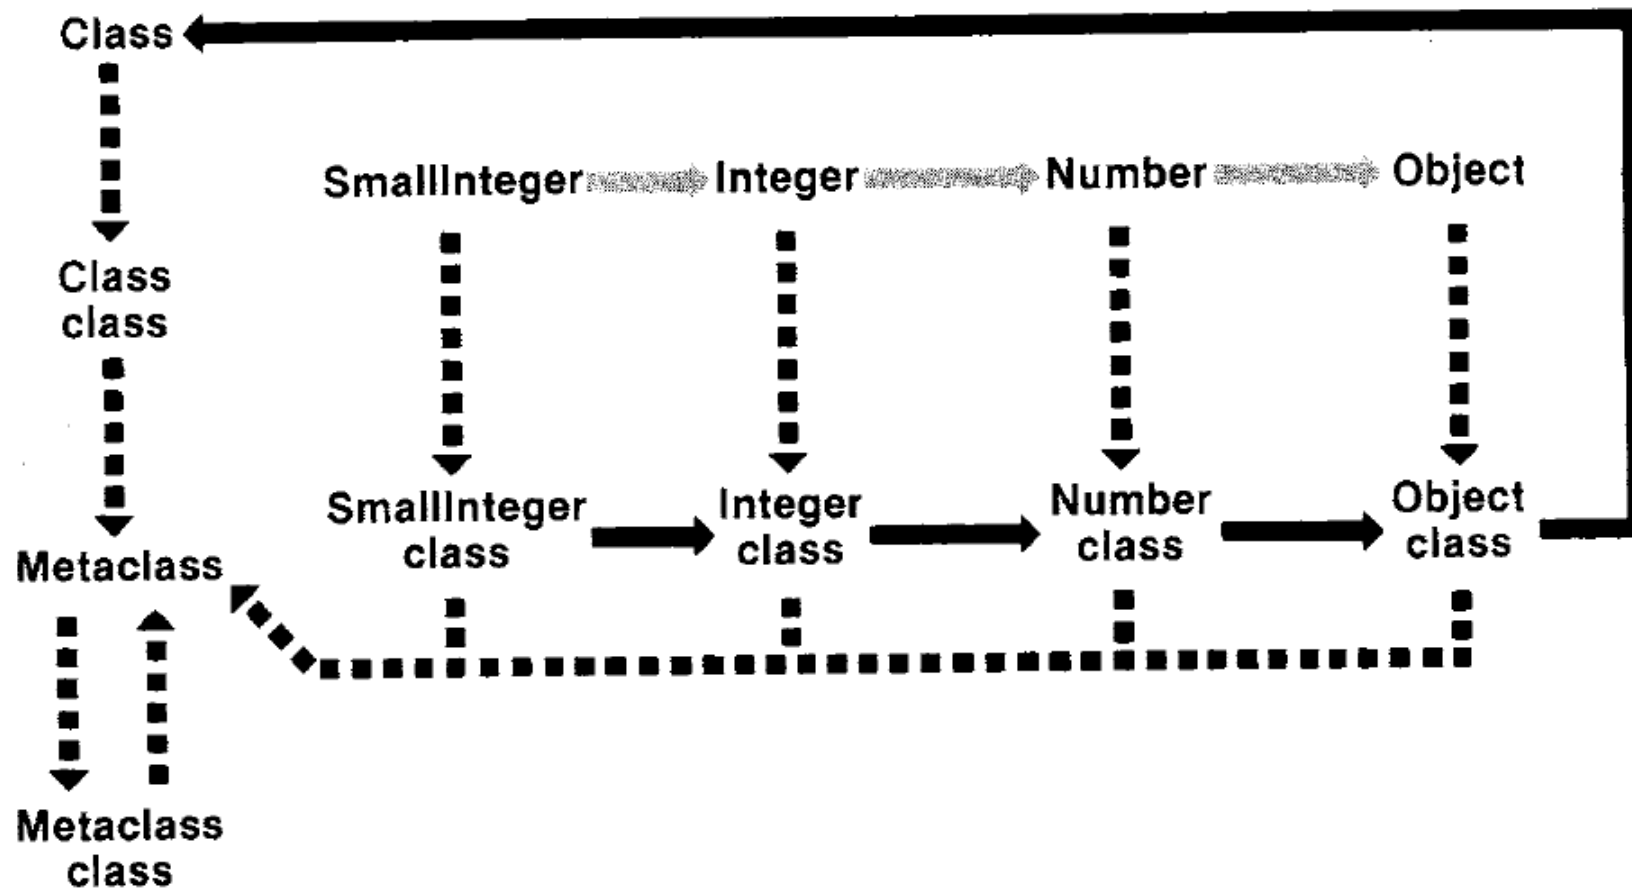 Class
SmallInteger Integer Number Object
Class
class
SmallInteger Integer Number Object
class class class class
Metaclass
Metaclass
class